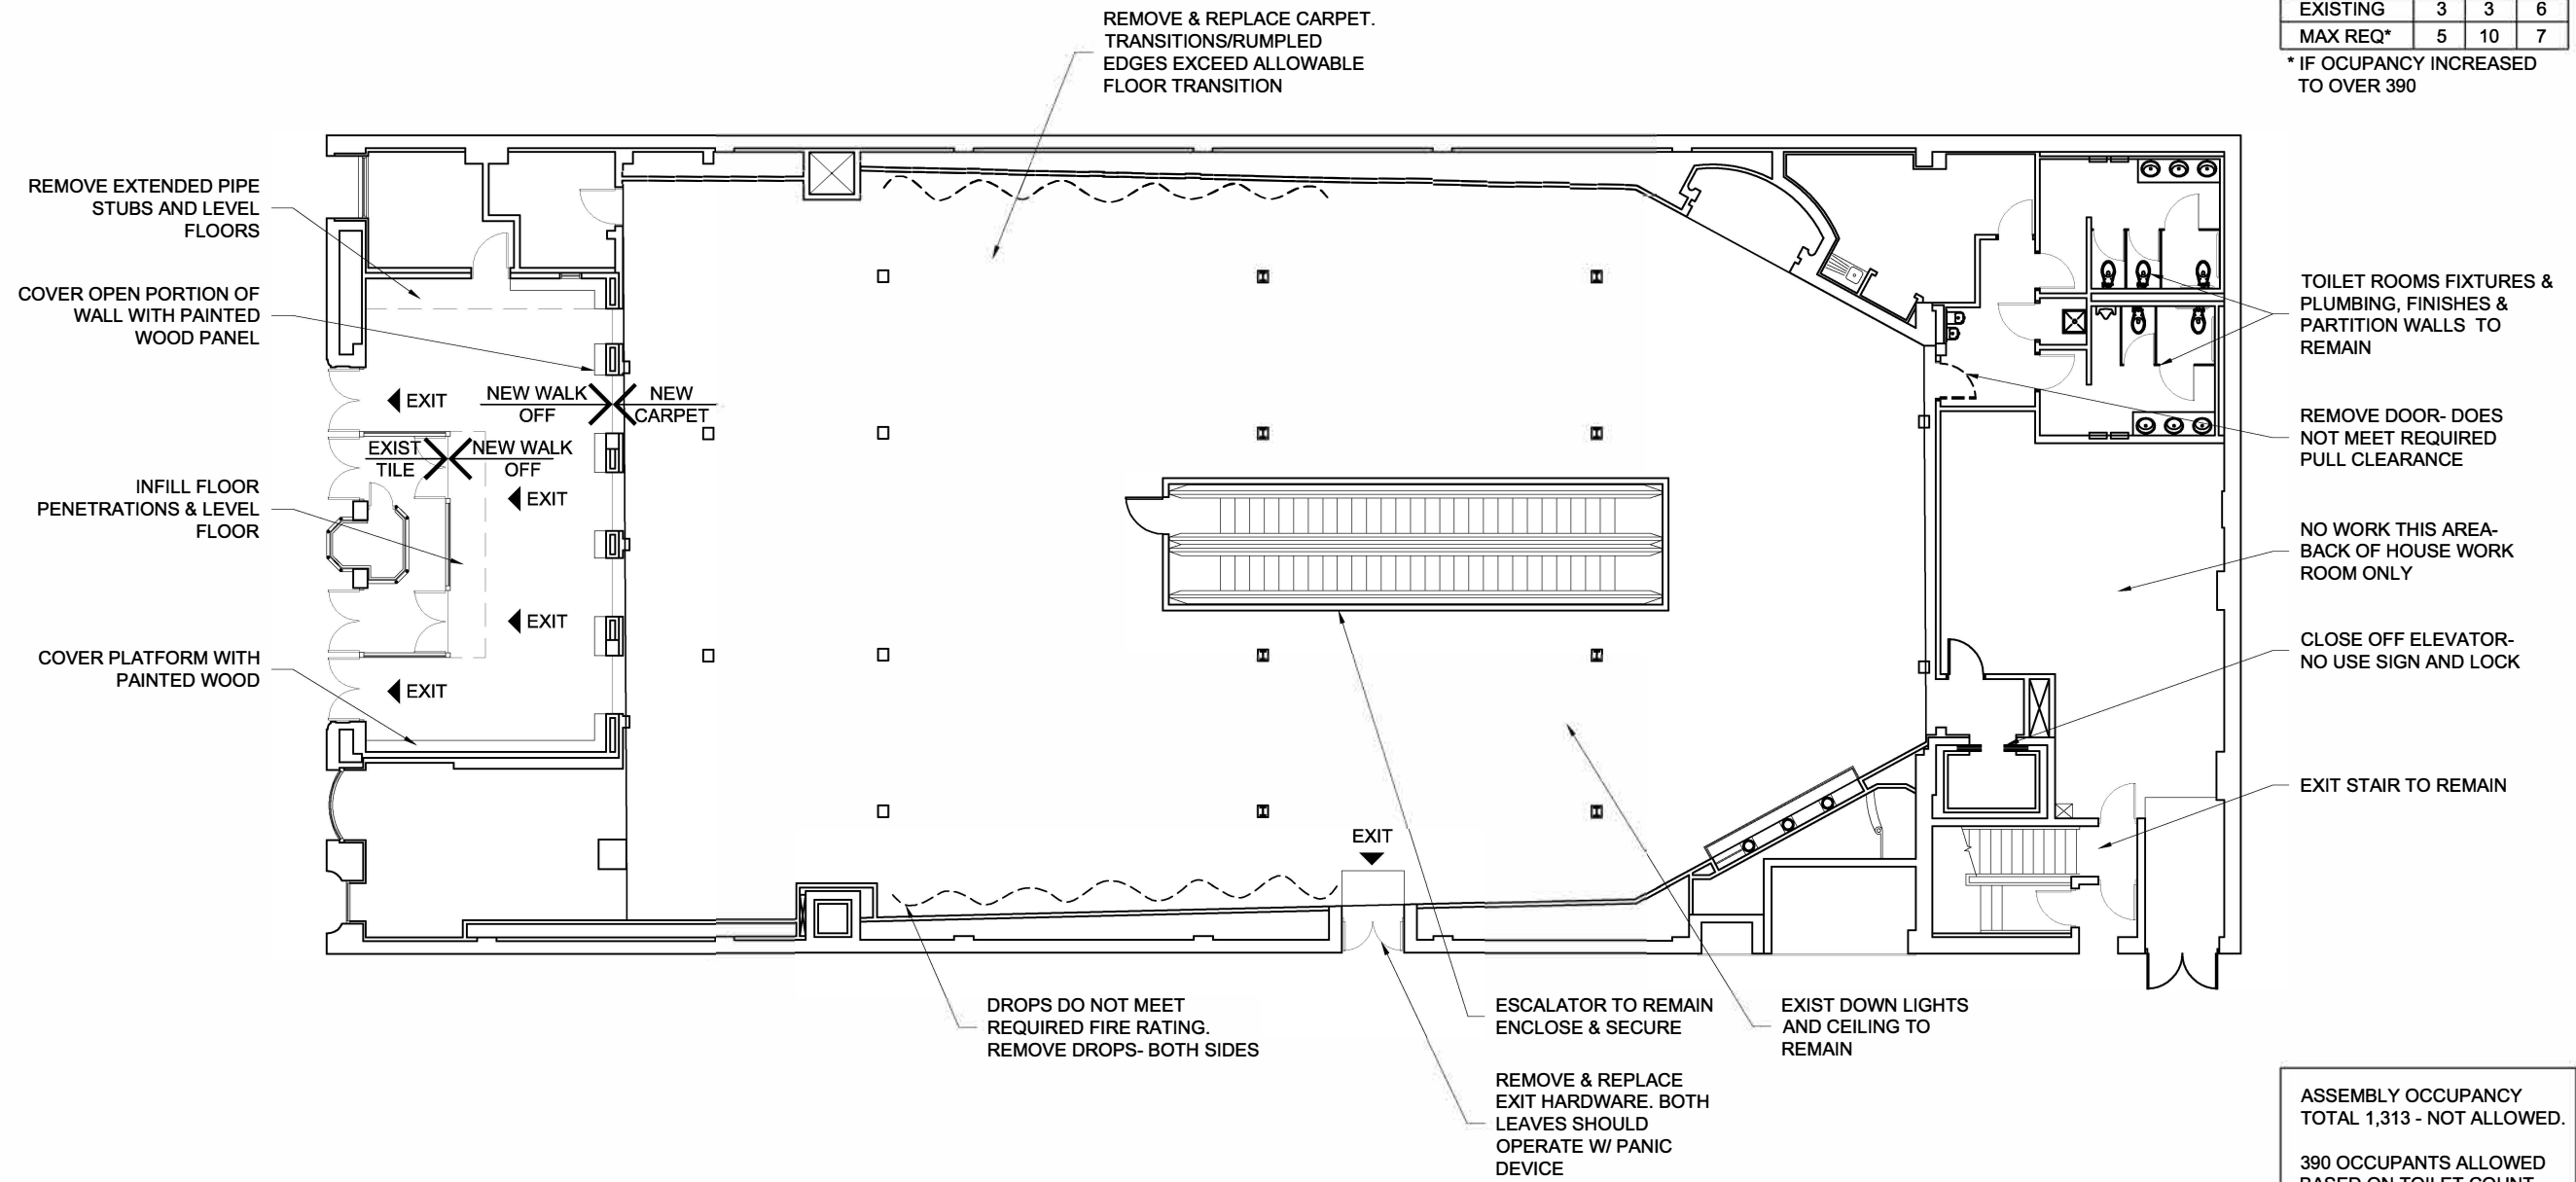 REMOVE & REPLACE CARPET.
TRANSITIONS/RUMPLED
EDGES EXCEED ALLOWABLE
FLOOR TRANSITION
EXISTING 3 3 6
MAX REQ* 5 10 7
* IF OCUPANCY INCREASED
TO OVER 390
REMOVE EXTENDED PIPE
STUBS AND LEVEL
FLOORS
COVER OPEN PORTION OF
WALL WITH PAINTED
WOOD PANEL
INFILL FLOOR
PENETRATIONS & LEVEL
FLOOR
COVER PLATFORM WITH
PAINTED WOOD
EXIT
NEW WALK
OFF
NEW
CARPET
EXIST
TILE
NEW WALK
OFF
EXIT
EXIT
EXIT
EXIT
TOILET ROOMS FIXTURES &
PLUMBING, FINISHES &
PARTITION WALLS TO
REMAIN
REMOVE DOOR- DOES
NOT MEET REQUIRED
PULL CLEARANCE
NO WORK THIS AREA-
BACK OF HOUSE WORK
ROOM ONLY
CLOSE OFF ELEVATOR-
NO USE SIGN AND LOCK
EXIT STAIR TO REMAIN
DROPS DO NOT MEET
REQUIRED FIRE RATING.
REMOVE DROPS- BOTH SIDES
ESCALATOR TO REMAIN
ENCLOSE & SECURE
REMOVE & REPLACE
EXIT HARDWARE. BOTH
LEAVES SHOULD
OPERATE W/ PANIC
DEVICE
EXIST DOWN LIGHTS
AND CEILING TO
REMAIN
ASSEMBLY OCCUPANCY
TOTAL 1,313 - NOT ALLOWED.
390 OCCUPANTS ALLOWED
BASED ON TOILET COUNT